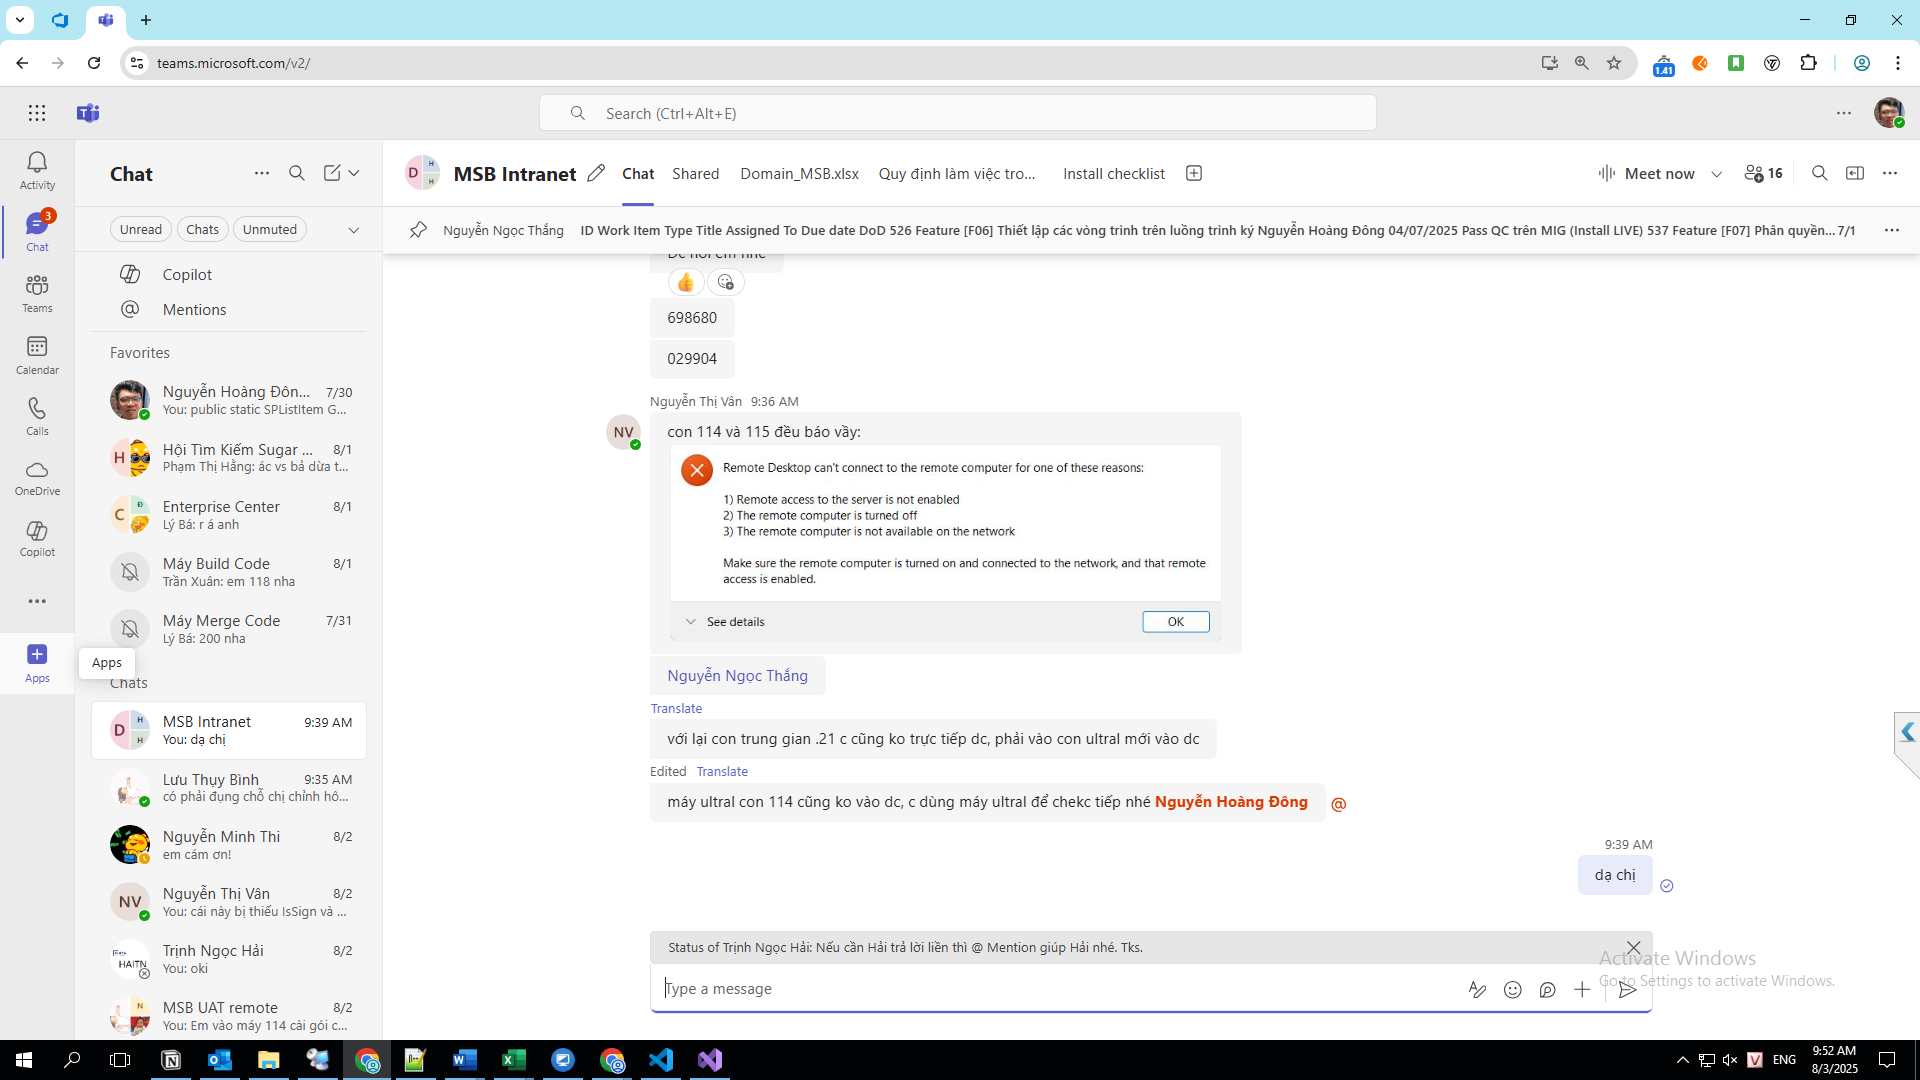 teams.microsoft.com/v2/
1.41
Search (Ctrl+Alt+E)
Activity
3
Chat
Teams
Calendar
Calls
OneDrive
Copilot
Apps
Apps
Chat
Unread
Chats
Unmuted
Copilot
Mentions
Favorites
Nguyễn Hoàng Đôn... 7/30
You: public static SPListItem G...
Hội Tìm Kiếm Sugar ... 8/1
Phạm Thị Hằng: ác vs bả dừa t...
Enterprise Center 8/1
Lý Bá: r á anh
Máy Build Code 8/1
Trần Xuân: em 118 nha
Máy Merge Code 7/31
Lý Bá: 200 nha
Chats
MSB Intranet 9:39 AM
You: dạ chị
Lưu Thụy Bình 9:35 AM
có phải đụng chỗ chị chỉnh hô...
Nguyễn Minh Thi 8/2
em cám ơn!
NV
Nguyễn Thị Vân 8/2
You: cái này bị thiếu IsSign và ...
HAITN
Trịnh Ngọc Hải 8/2
You: oki
MSB UAT remote 8/2
You: Em vào máy 114 cài gói c...
MSB Intranet
Chat
Shared
Domain_MSB.xlsx
Quy định làm việc tro...
Install checklist
Meet now
16
Nguyễn Ngọc Thắng ID Work Item Type Title Assigned To Due date DoD 526 Feature [F06] Thiết lập các vòng trình trên luồng trình ký Nguyễn Hoàng Đông 04/07/2025 Pass QC trên MIG (Install LIVE) 537 Feature [F07] Phân quyền... 7/1
698680
029904
Nguyễn Thị Vân 9:36 AM
NV
con 114 và 115 đều báo vầy:
Remote Desktop can't connect to the remote computer for one of these reasons:
1) Remote access to the server is not enabled
2) The remote computer is turned off
3) The remote computer is not available on the network
Make sure the remote computer is turned on and connected to the network, and that remote
access is enabled.
See details
OK
Nguyễn Ngọc Thắng
Translate
với lại con trung gian .21 c cũng ko trực tiếp dc, phải vào con ultral mới vào dc
Edited Translate
máy ultral con 114 cũng ko vào dc, c dùng máy ultral để chekc tiếp nhé Nguyễn Hoàng Đông
@
9:39 AM
dạ chị
Status of Trịnh Ngọc Hải: Nếu cần Hải trả lời liền thì @ Mention giúp Hải nhé. Tks.
Type a message
Activate Windows
Go to Settings to activate Windows.
ENG
9:52 AM
8/3/2025